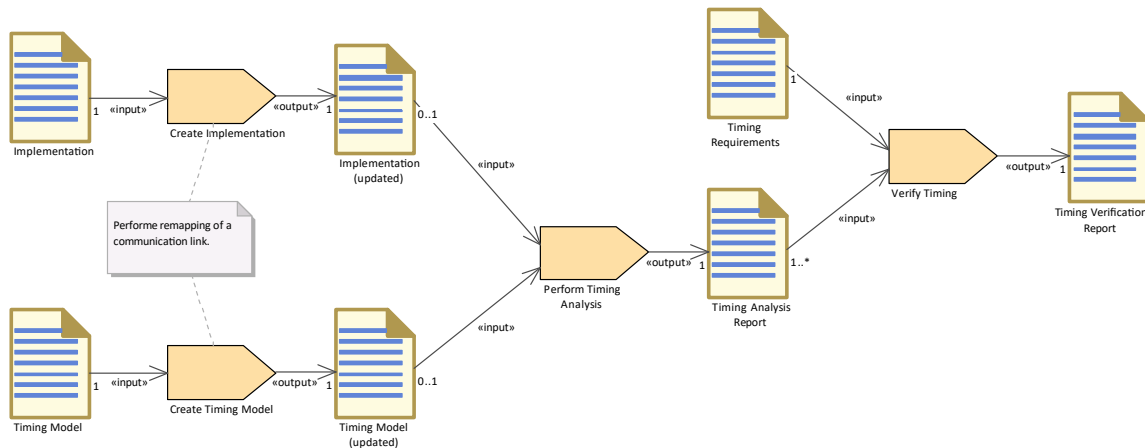 1
«input»
Implementation
Create Implementation
«output»
1
0..1
Implementation
(updated)
«input»
Performe remapping of a
communication link.
1
«input»
Timing Model
Create Timing Model
«output»
1
0..1
Timing Model
(updated)
«input»
Perform Timing
Analysis
«output»
1
1..*
Timing Analysis
Report
«input»
1
Timing
Requirements
«input»
Verify Timing
«output»
1
Timing Verification
Report